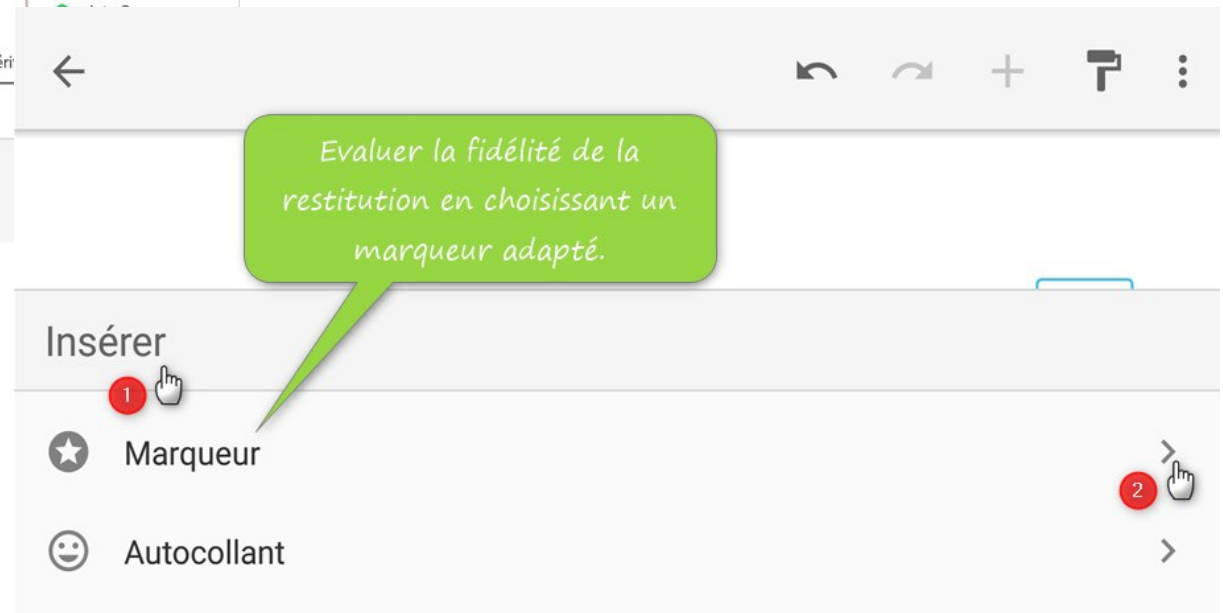 Evaluer la fidélité de la
restitution en choisissant un
marqueur adapté.
Insérer
1
Marqueur
2
Autocollant